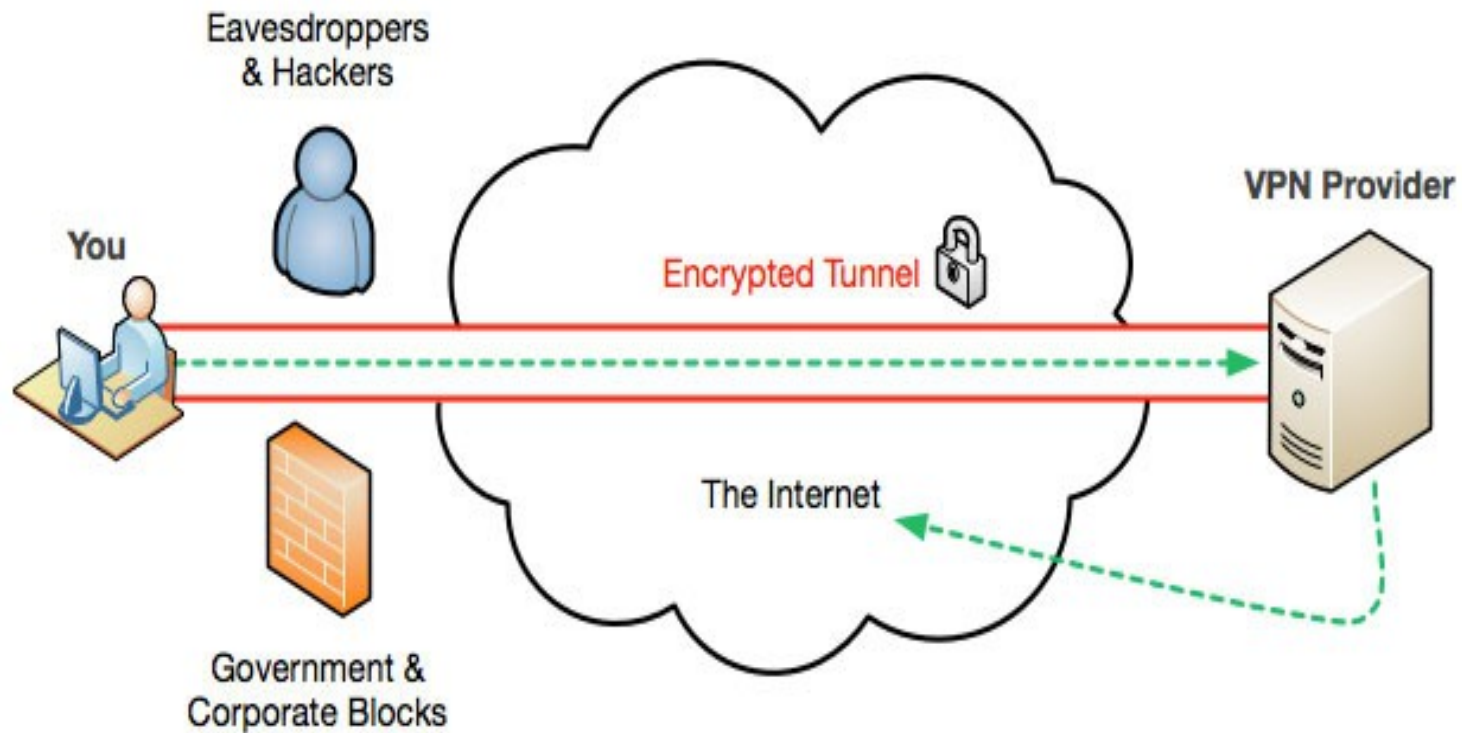 Eavesdroppers
& Hackers
You
VPN Provider
Encrypted Tunnel
The Internet
Government &
Corporate Blocks